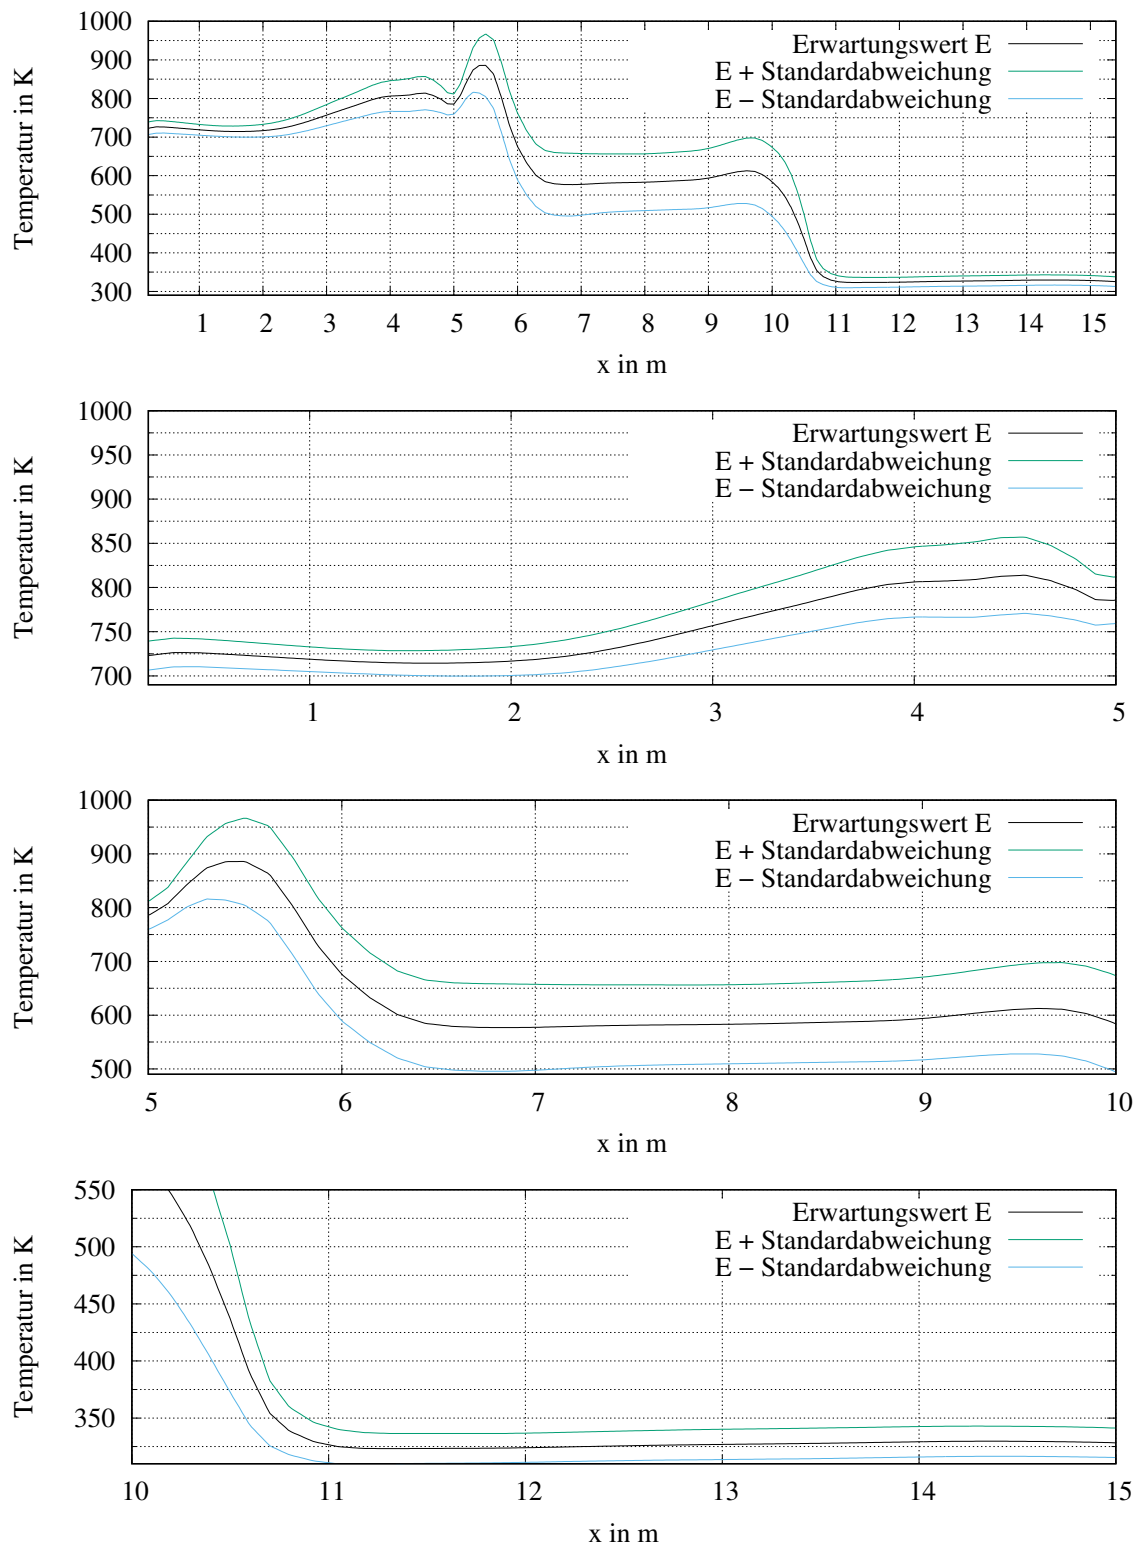 1000
900
800
700
600
500
400
300
Temperatur in K
Erwartungswert E
E + Standardabweichung
E − Standardabweichung
1 2 3 4 5 6 7 8 9 10 11 12 13 14 15
x in m
1000
950
900
850
800
750
700
Temperatur in K
Erwartungswert E
E + Standardabweichung
E − Standardabweichung
1 2 3 4 5
x in m
1000
900
800
700
600
500
Temperatur in K
Erwartungswert E
E + Standardabweichung
E − Standardabweichung
5 6 7 8 9 10
x in m
550
500
450
400
350
Temperatur in K
Erwartungswert E
E + Standardabweichung
E − Standardabweichung
10 11 12 13 14 15
x in m